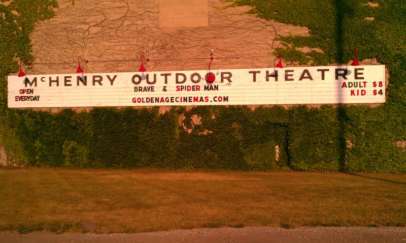 McHENRY OUTDOOR THEATRE
OPEN BRAVE & SPIDER MAN ADULT $8
EVERYDAY KID $4
GOLDENAGECINEMAS.COM